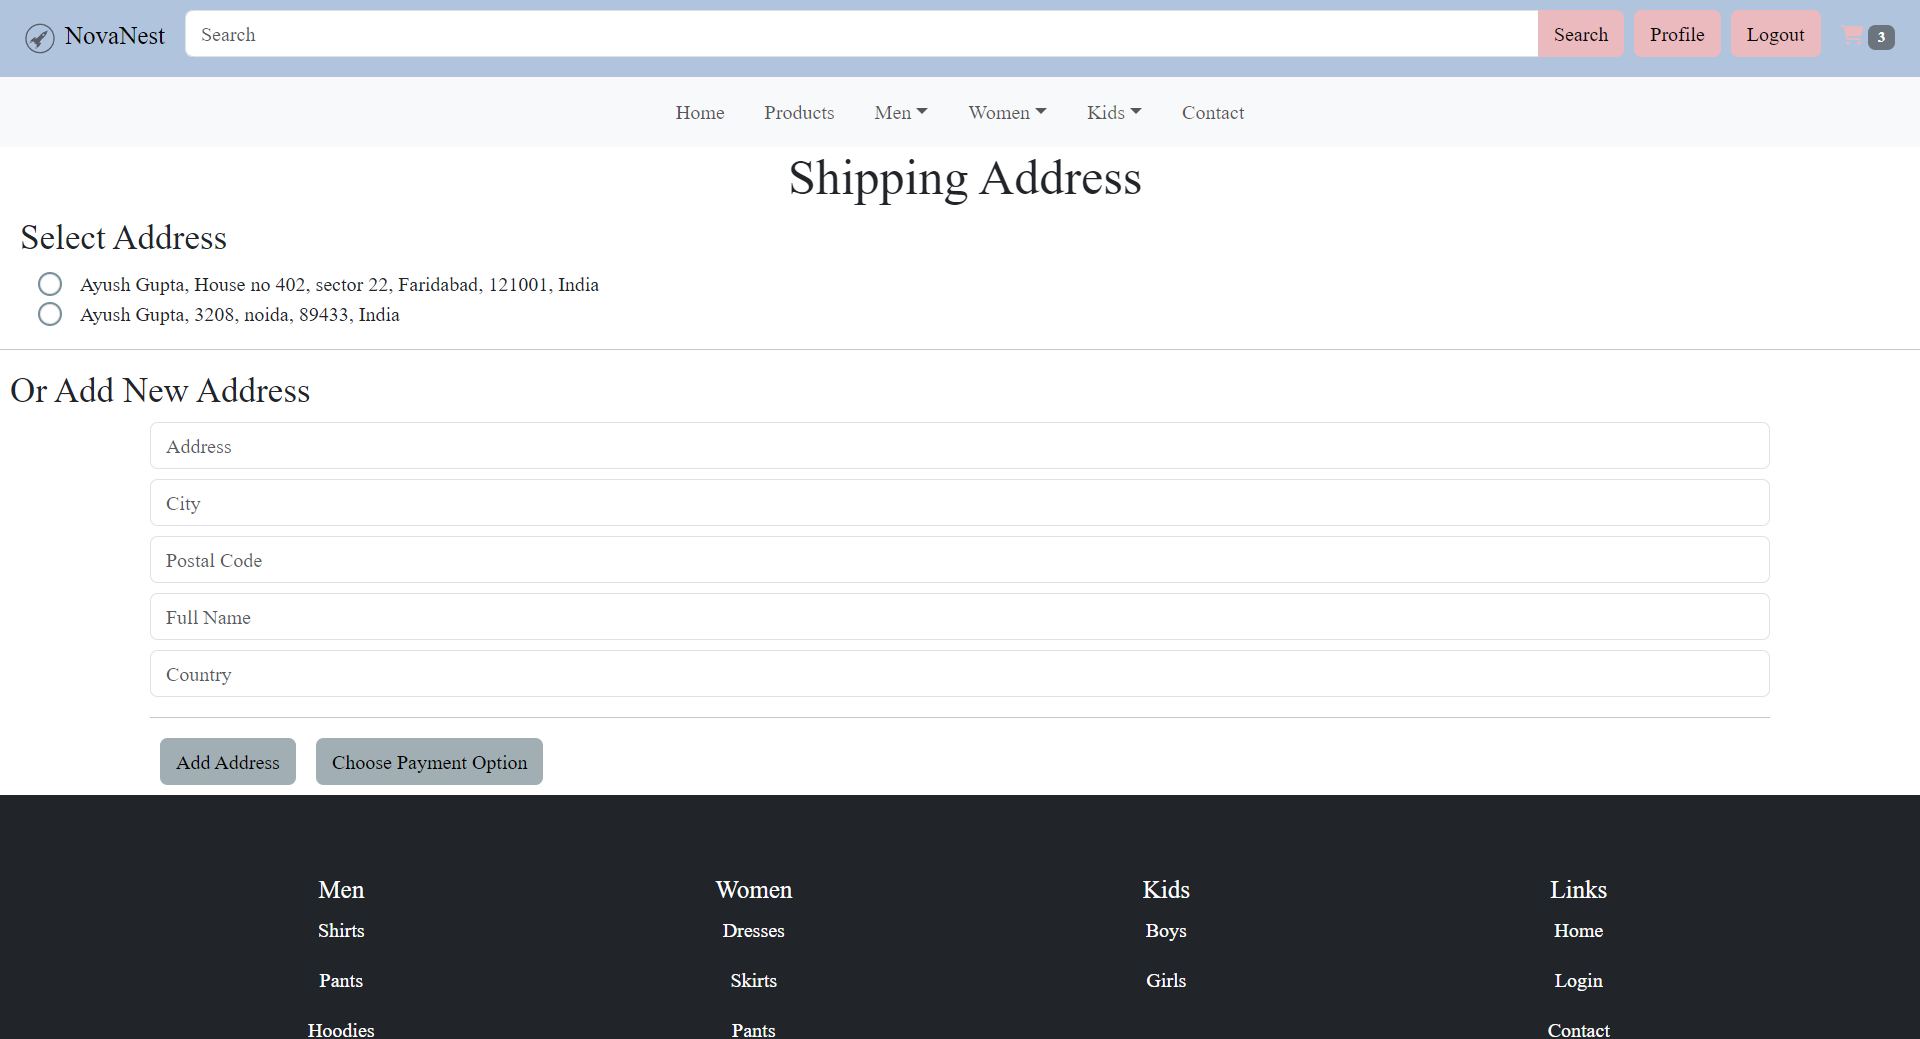 NovaNest
Search
Search
Profile
Logout
3
Home
Products
Men
Women
Kids
Contact
Shipping Address
Select Address
Ayush Gupta, House no 402, sector 22, Faridabad, 121001, India
Ayush Gupta, 3208, noida, 89433, India
Or Add New Address
Address
City
Postal Code
Full Name
Country
Add Address
Choose Payment Option
Men
Shirts
Pants
Hoodies
Women
Dresses
Skirts
Pants
Kids
Boys
Girls
Links
Home
Login
Contact